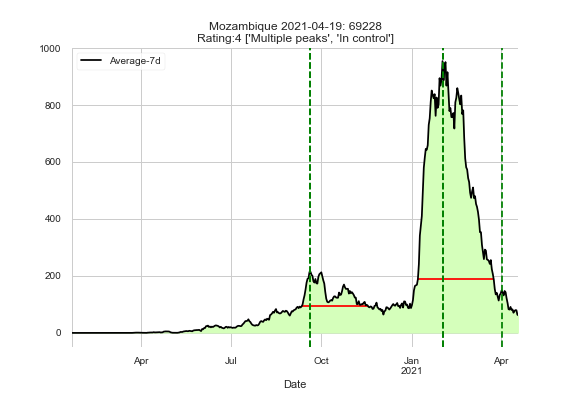 Mozambique 2021-04-19: 69228
Rating:4 ['Multiple peaks', 'In control']
1000
Average-7d
800
600
400
200
0
Apr Jul Oct Jan Apr
2021
Date